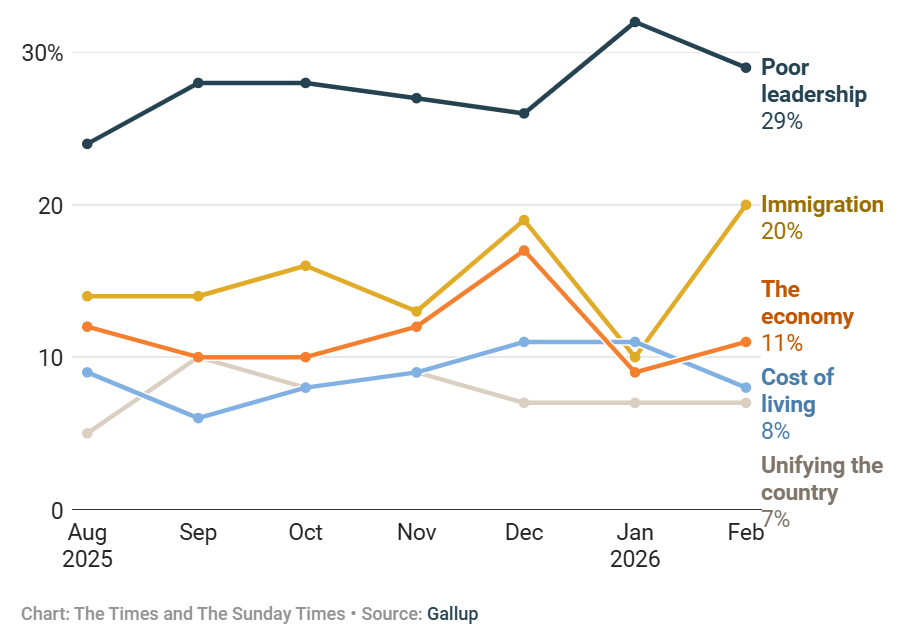 30%
Poor
leadership
29%
20
Immigration
20%
The
economy
11%
10
Cost of
living
8%
Unifying the
country
7%
0
Aug Sep Oct Nov Dec Jan Feb
2025 2026
Chart: The Times and The Sunday Times • Source: Gallup